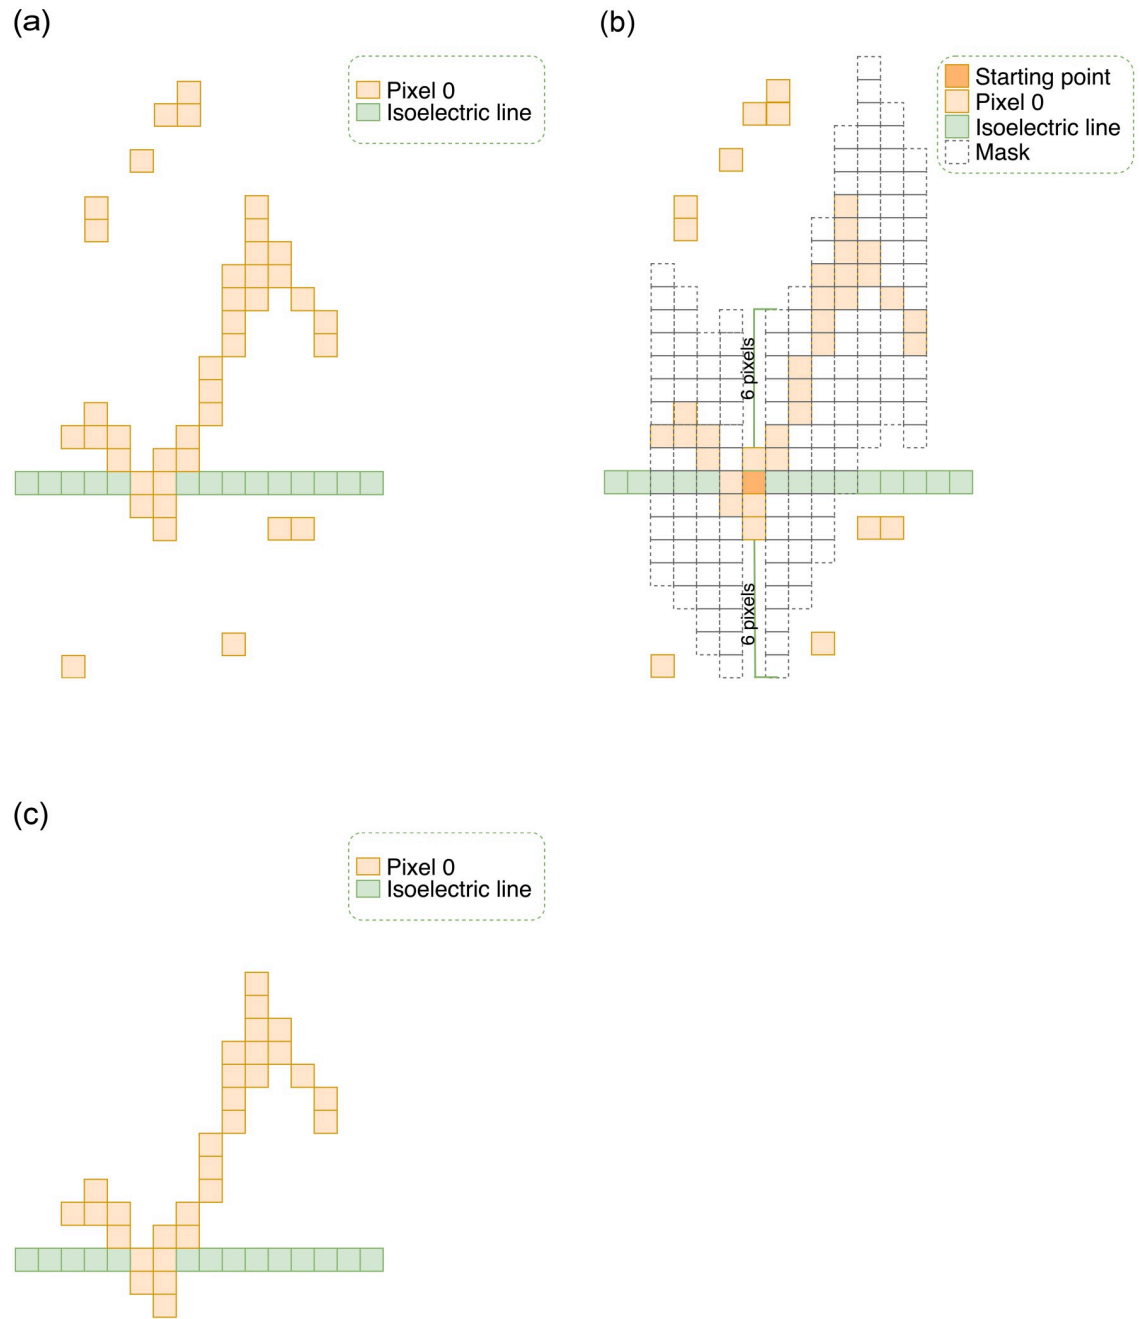 (a)
Pixel 0
Isoelectric line
(b)
Starting point
Pixel 0
Isoelectric line
Mask
6 pixels
6 pixels
(c)
Pixel 0
Isoelectric line